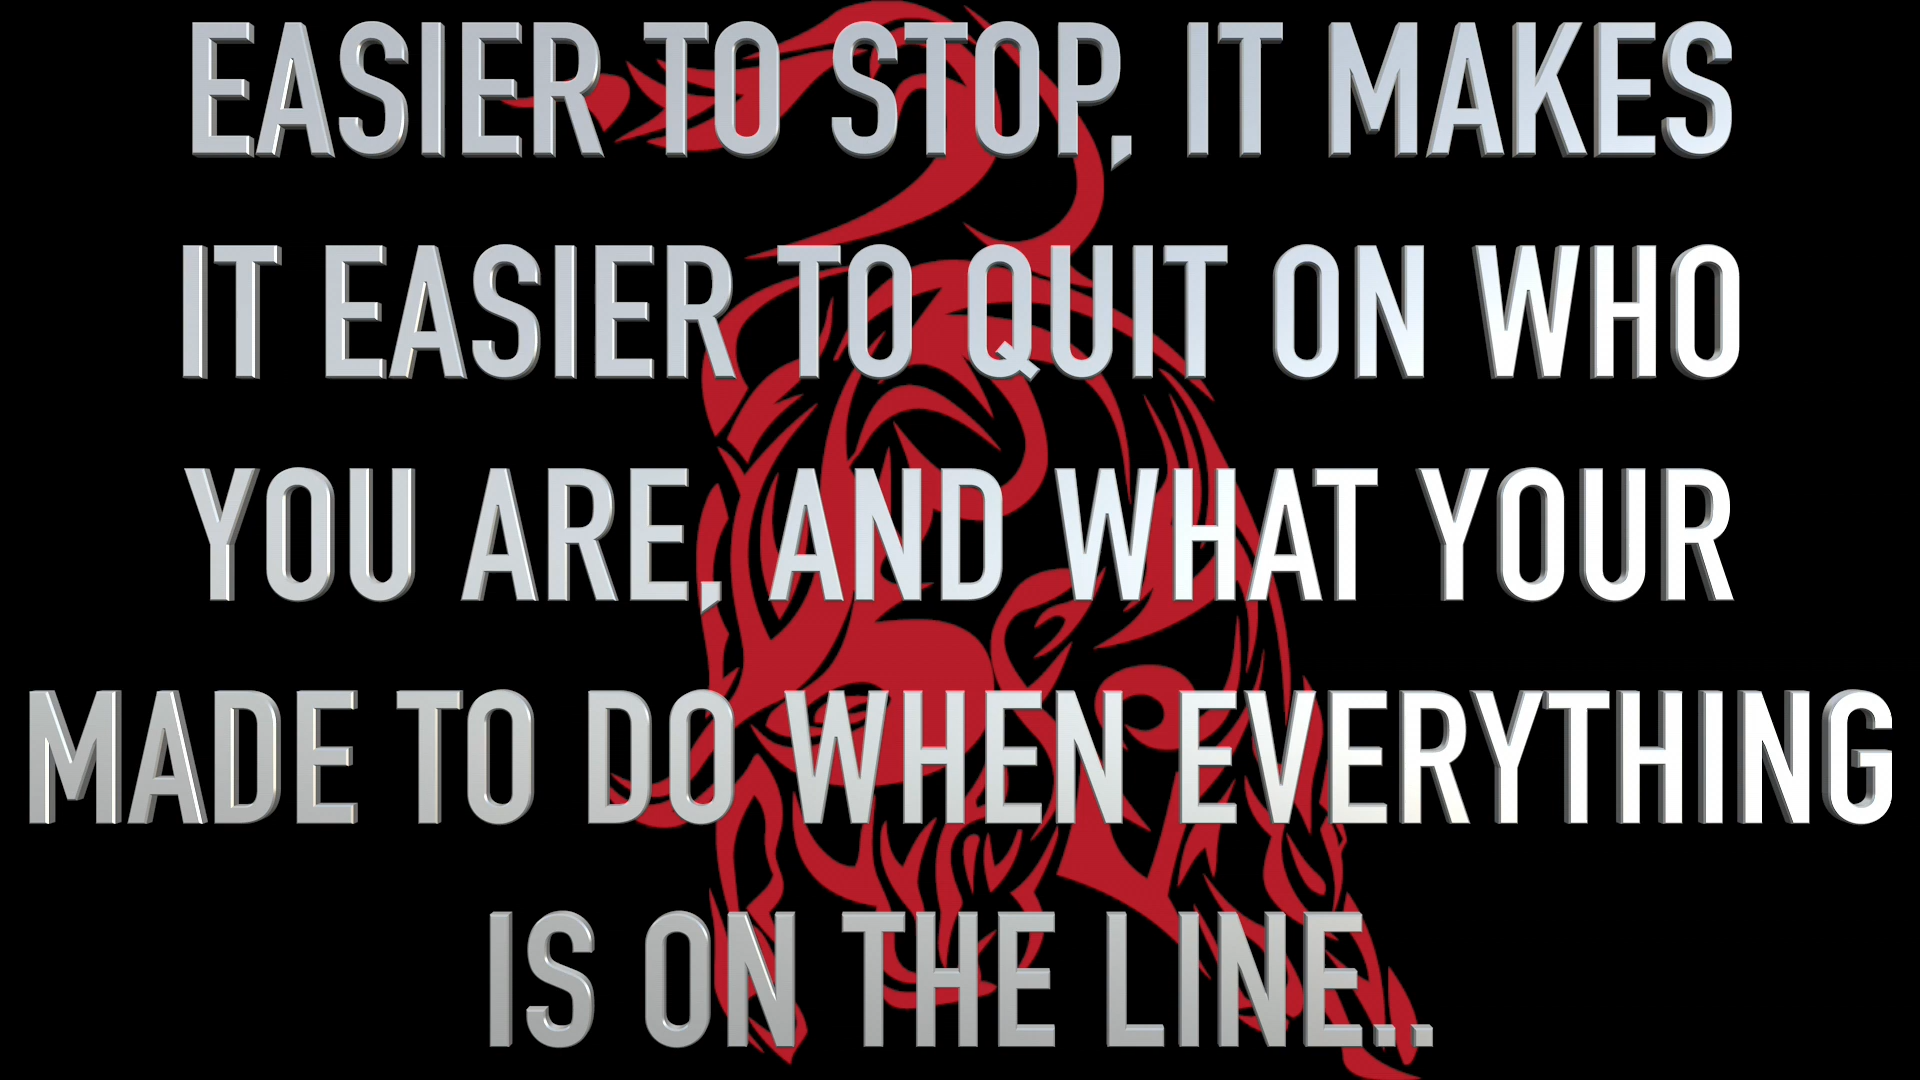 EASIER TO STOP, IT MAKES
IT EASIER TO QUIT ON WHO
YOU ARE, AND WHAT YOUR
MADE TO DO WHEN EVERYTHING
IS ON THE LINE..